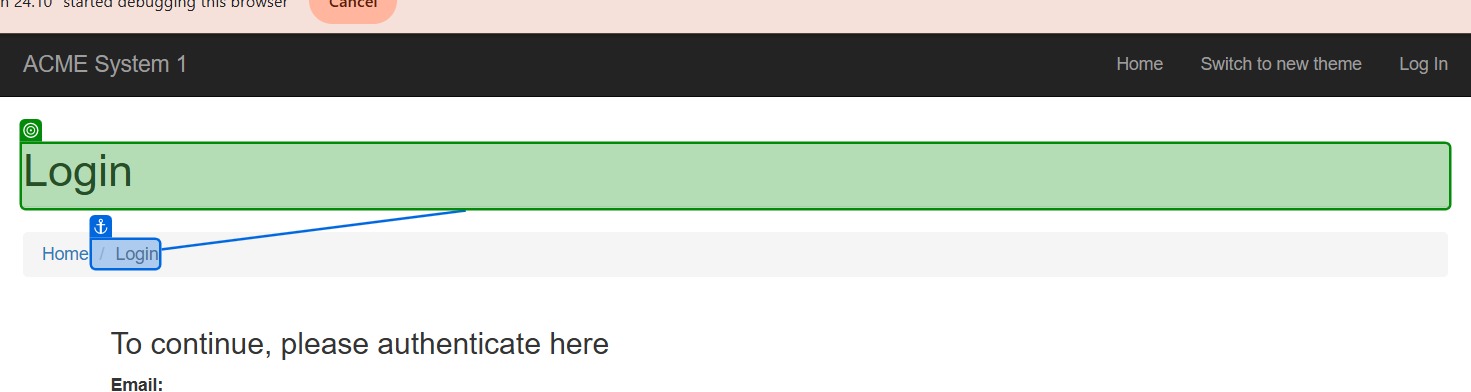 n 24.10" started debugging this browser Cancel
ACME System 1 Home Switch to new theme Log In
Login
Home / Login
To continue, please authenticate here
Email: